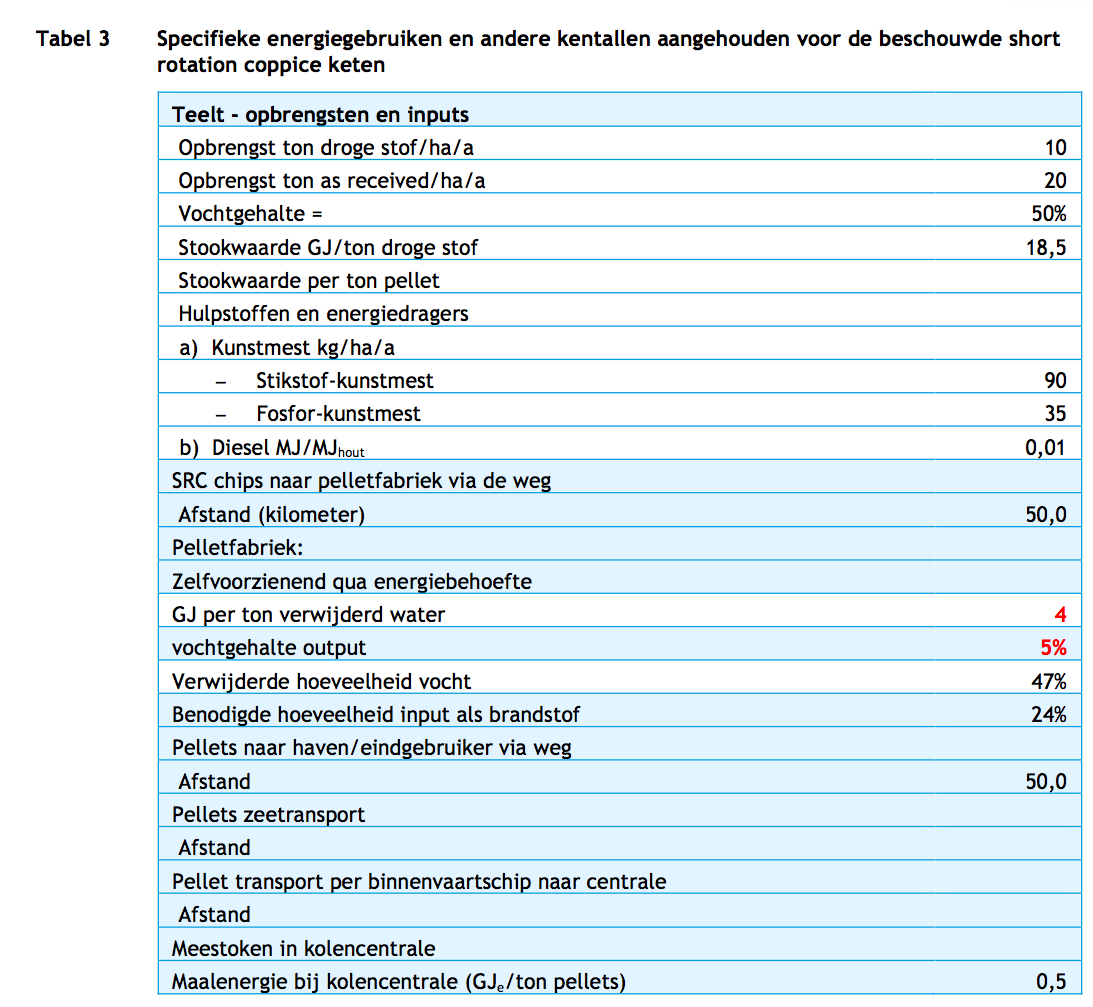 Tabel 3 Specifieke energiegebruiken en andere kentallen aangehouden voor de beschouwde short
rotation coppice keten
Teelt - opbrengsten en inputs
Opbrengst ton droge stof/ha/a 10
Opbrengst ton as received/ha/a 20
Vochtgehalte = 50%
Stookwaarde GJ/ton droge stof 18,5
Stookwaarde per ton pellet
Hulpstoffen en energiedragers
a) Kunstmest kg/ha/a
– Stikstof-kunstmest 90
– Fosfor-kunstmest 35
b) Diesel MJ/MJhout 0,01
SRC chips naar pelletfabriek via de weg
Afstand (kilometer) 50,0
Pelletfabriek:
Zelfvoorzienend qua energiebehoefte
GJ per ton verwijderd water 4
vochtgehalte output 5%
Verwijderde hoeveelheid vocht 47%
Benodigde hoeveelheid input als brandstof 24%
Pellets naar haven/eindgebruiker via weg
Afstand 50,0
Pellets zeetransport
Afstand
Pellet transport per binnenvaartschip naar centrale
Afstand
Meestoken in kolencentrale
Maalenergie bij kolencentrale (GJe/ton pellets) 0,5